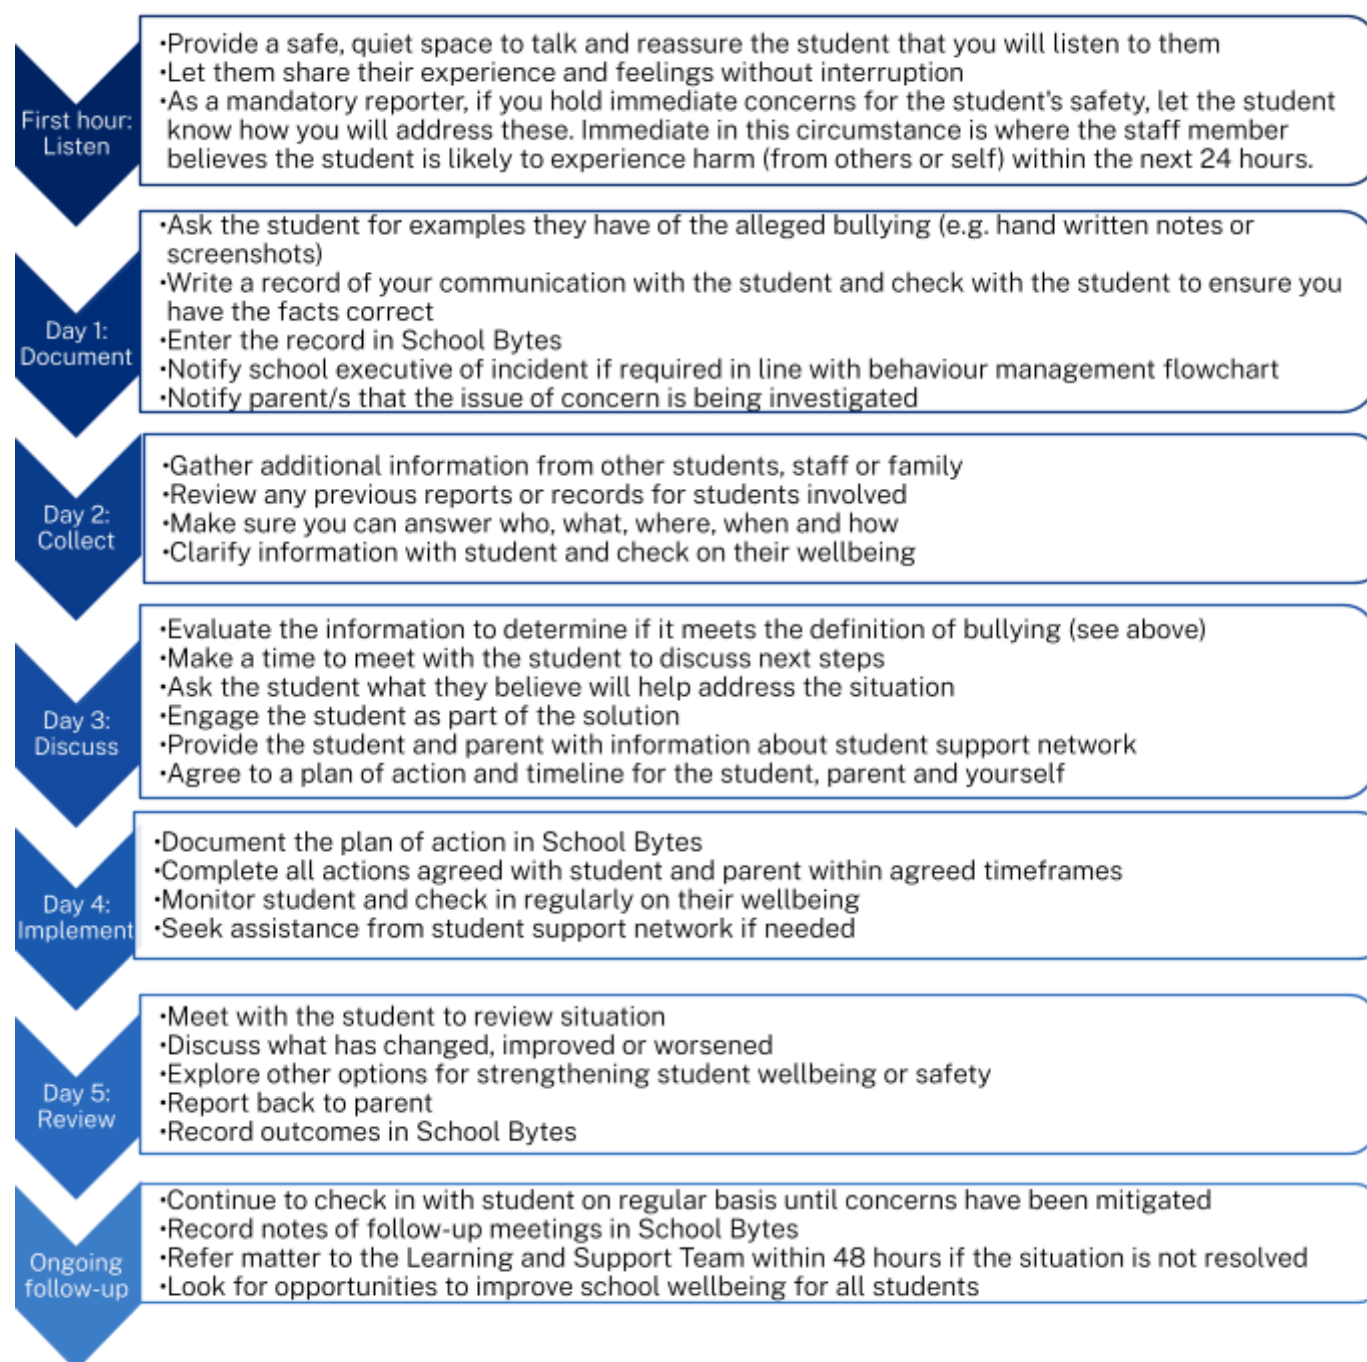 First hour:
Listen
•Provide a safe, quiet space to talk and reassure the student that you will listen to them
•Let them share their experience and feelings without interruption
•As a mandatory reporter, if you hold immediate concerns for the student's safety, let the student
know how you will address these. Immediate in this circumstance is where the staff member
believes the student is likely to experience harm (from others or self) within the next 24 hours.
Day 1:
Document
•Ask the student for examples they have of the alleged bullying (e.g. hand written notes or
screenshots)
•Write a record of your communication with the student and check with the student to ensure you
have the facts correct
•Enter the record in School Bytes
•Notify school executive of incident if required in line with behaviour management flowchart
•Notify parent/s that the issue of concern is being investigated
Day 2:
Collect
•Gather additional information from other students, staff or family
•Review any previous reports or records for students involved
•Make sure you can answer who, what, where, when and how
•Clarify information with student and check on their wellbeing
Day 3:
Discuss
•Evaluate the information to determine if it meets the definition of bullying (see above)
•Make a time to meet with the student to discuss next steps
•Ask the student what they believe will help address the situation
•Engage the student as part of the solution
•Provide the student and parent with information about student support network
•Agree to a plan of action and timeline for the student, parent and yourself
Day 4:
Implement
•Document the plan of action in School Bytes
•Complete all actions agreed with student and parent within agreed timeframes
•Monitor student and check in regularly on their wellbeing
•Seek assistance from student support network if needed
Day 5:
Review
•Meet with the student to review situation
•Discuss what has changed, improved or worsened
•Explore other options for strengthening student wellbeing or safety
•Report back to parent
•Record outcomes in School Bytes
Ongoing
follow-up
•Continue to check in with student on regular basis until concerns have been mitigated
•Record notes of follow-up meetings in School Bytes
•Refer matter to the Learning and Support Team within 48 hours if the situation is not resolved
•Look for opportunities to improve school wellbeing for all students